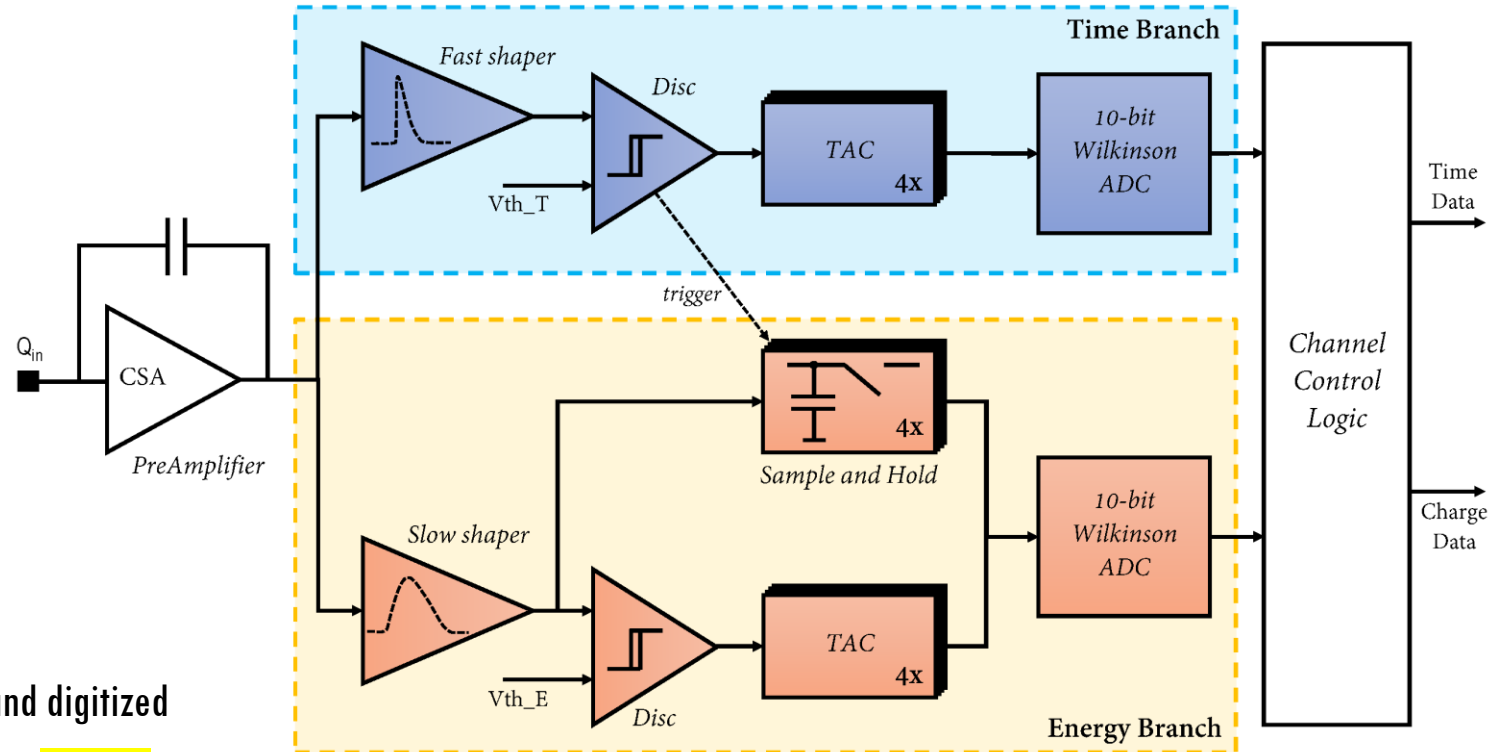 Time Branch
Fast shaper
Disc
Vth_T
TAC
4x
10-bit
Wilkinson
ADC
trigger
Q_in
CSA
PreAmplifier
Channel
Control
Logic
Time
Data
4x
Sample and Hold
Slow shaper
Vth_E
Disc
TAC
4x
10-bit
Wilkinson
ADC
Charge
Data
Energy Branch
nd digitized